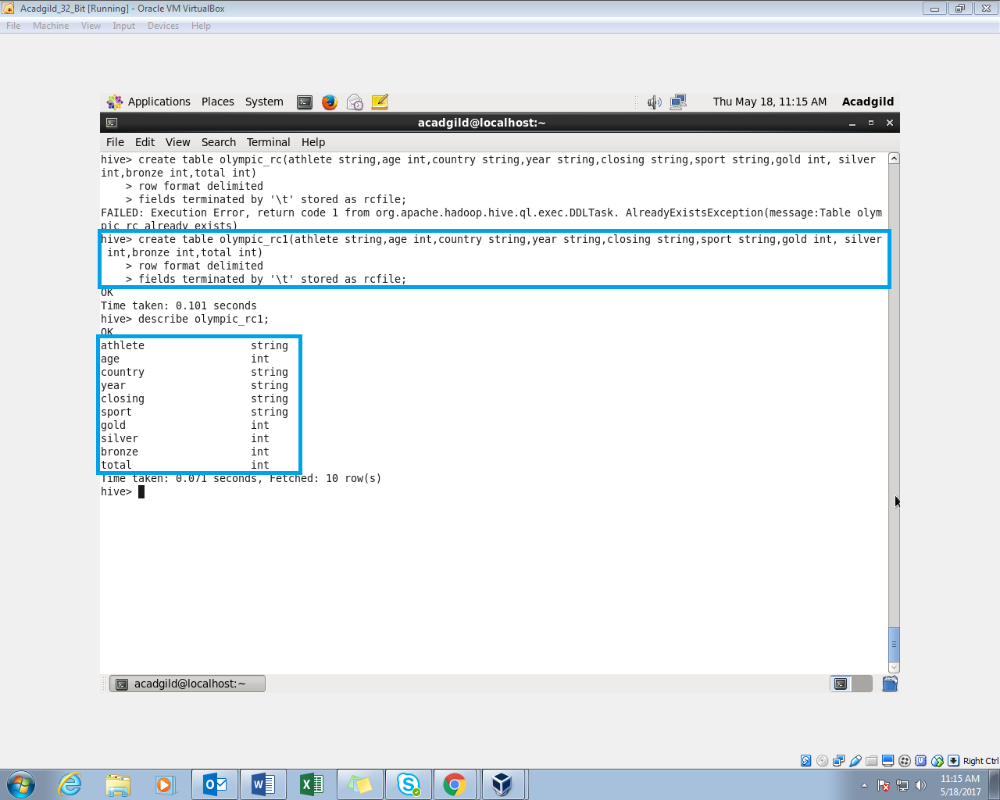 Acadgild_32_Bit [Running] - Oracle VM VirtualBox
File Machine View Input Devices Help
Applications Places System Thu May 18, 11:15 AM Acadgild
acadgild@localhost:~
File Edit View Search Terminal Help
hive> create table olympic_rc(athlete string,age int,country string,year string,closing string,sport string,gold int, silver
int,bronze int,total int)
> row format delimited
> fields terminated by '\t' stored as rcfile;
FAILED: Execution Error, return code 1 from org.apache.hadoop.hive.ql.exec.DDLTask. AlreadyExistsException(message:Table olym
pic_rc already exists)
hive> create table olympic_rc1(athlete string,age int,country string,year string,closing string,sport string,gold int, silver
int,bronze int,total int)
> row format delimited
> fields terminated by '\t' stored as rcfile;
OK
Time taken: 0.101 seconds
hive> describe olympic_rc1;
OK
athlete string
age int
country string
year string
closing string
sport string
gold int
silver int
bronze int
total int
Time taken: 0.071 seconds, Fetched: 10 row(s)
hive>
acadgild@localhost:~
Right Ctrl
11:15 AM
5/18/2017